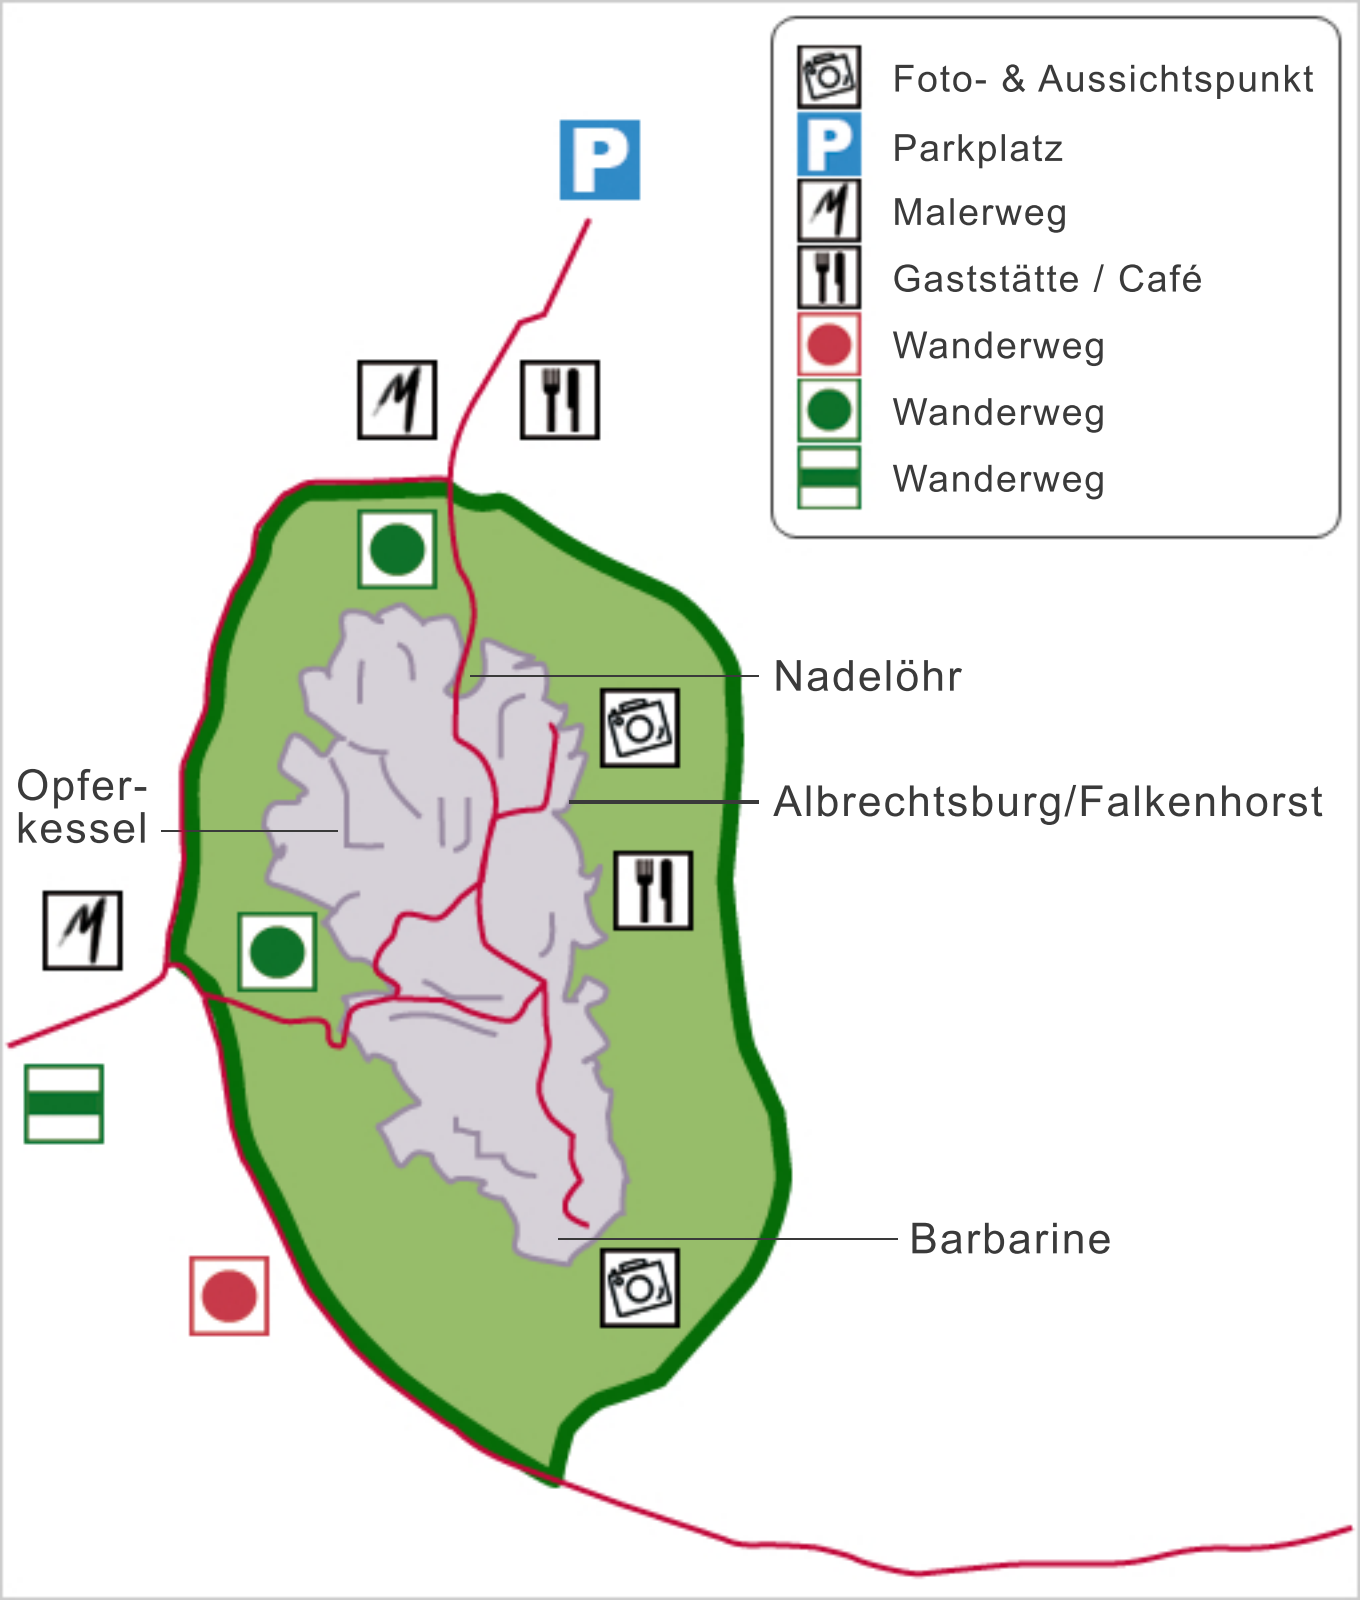 Foto- & Aussichtspunkt
P
P
Parkplatz
Malerweg
Gaststätte / Café
Wanderweg
Wanderweg
Wanderweg
Nadelöhr
Opfer-
kessel
Albrechtsburg/Falkenhorst
Barbarine